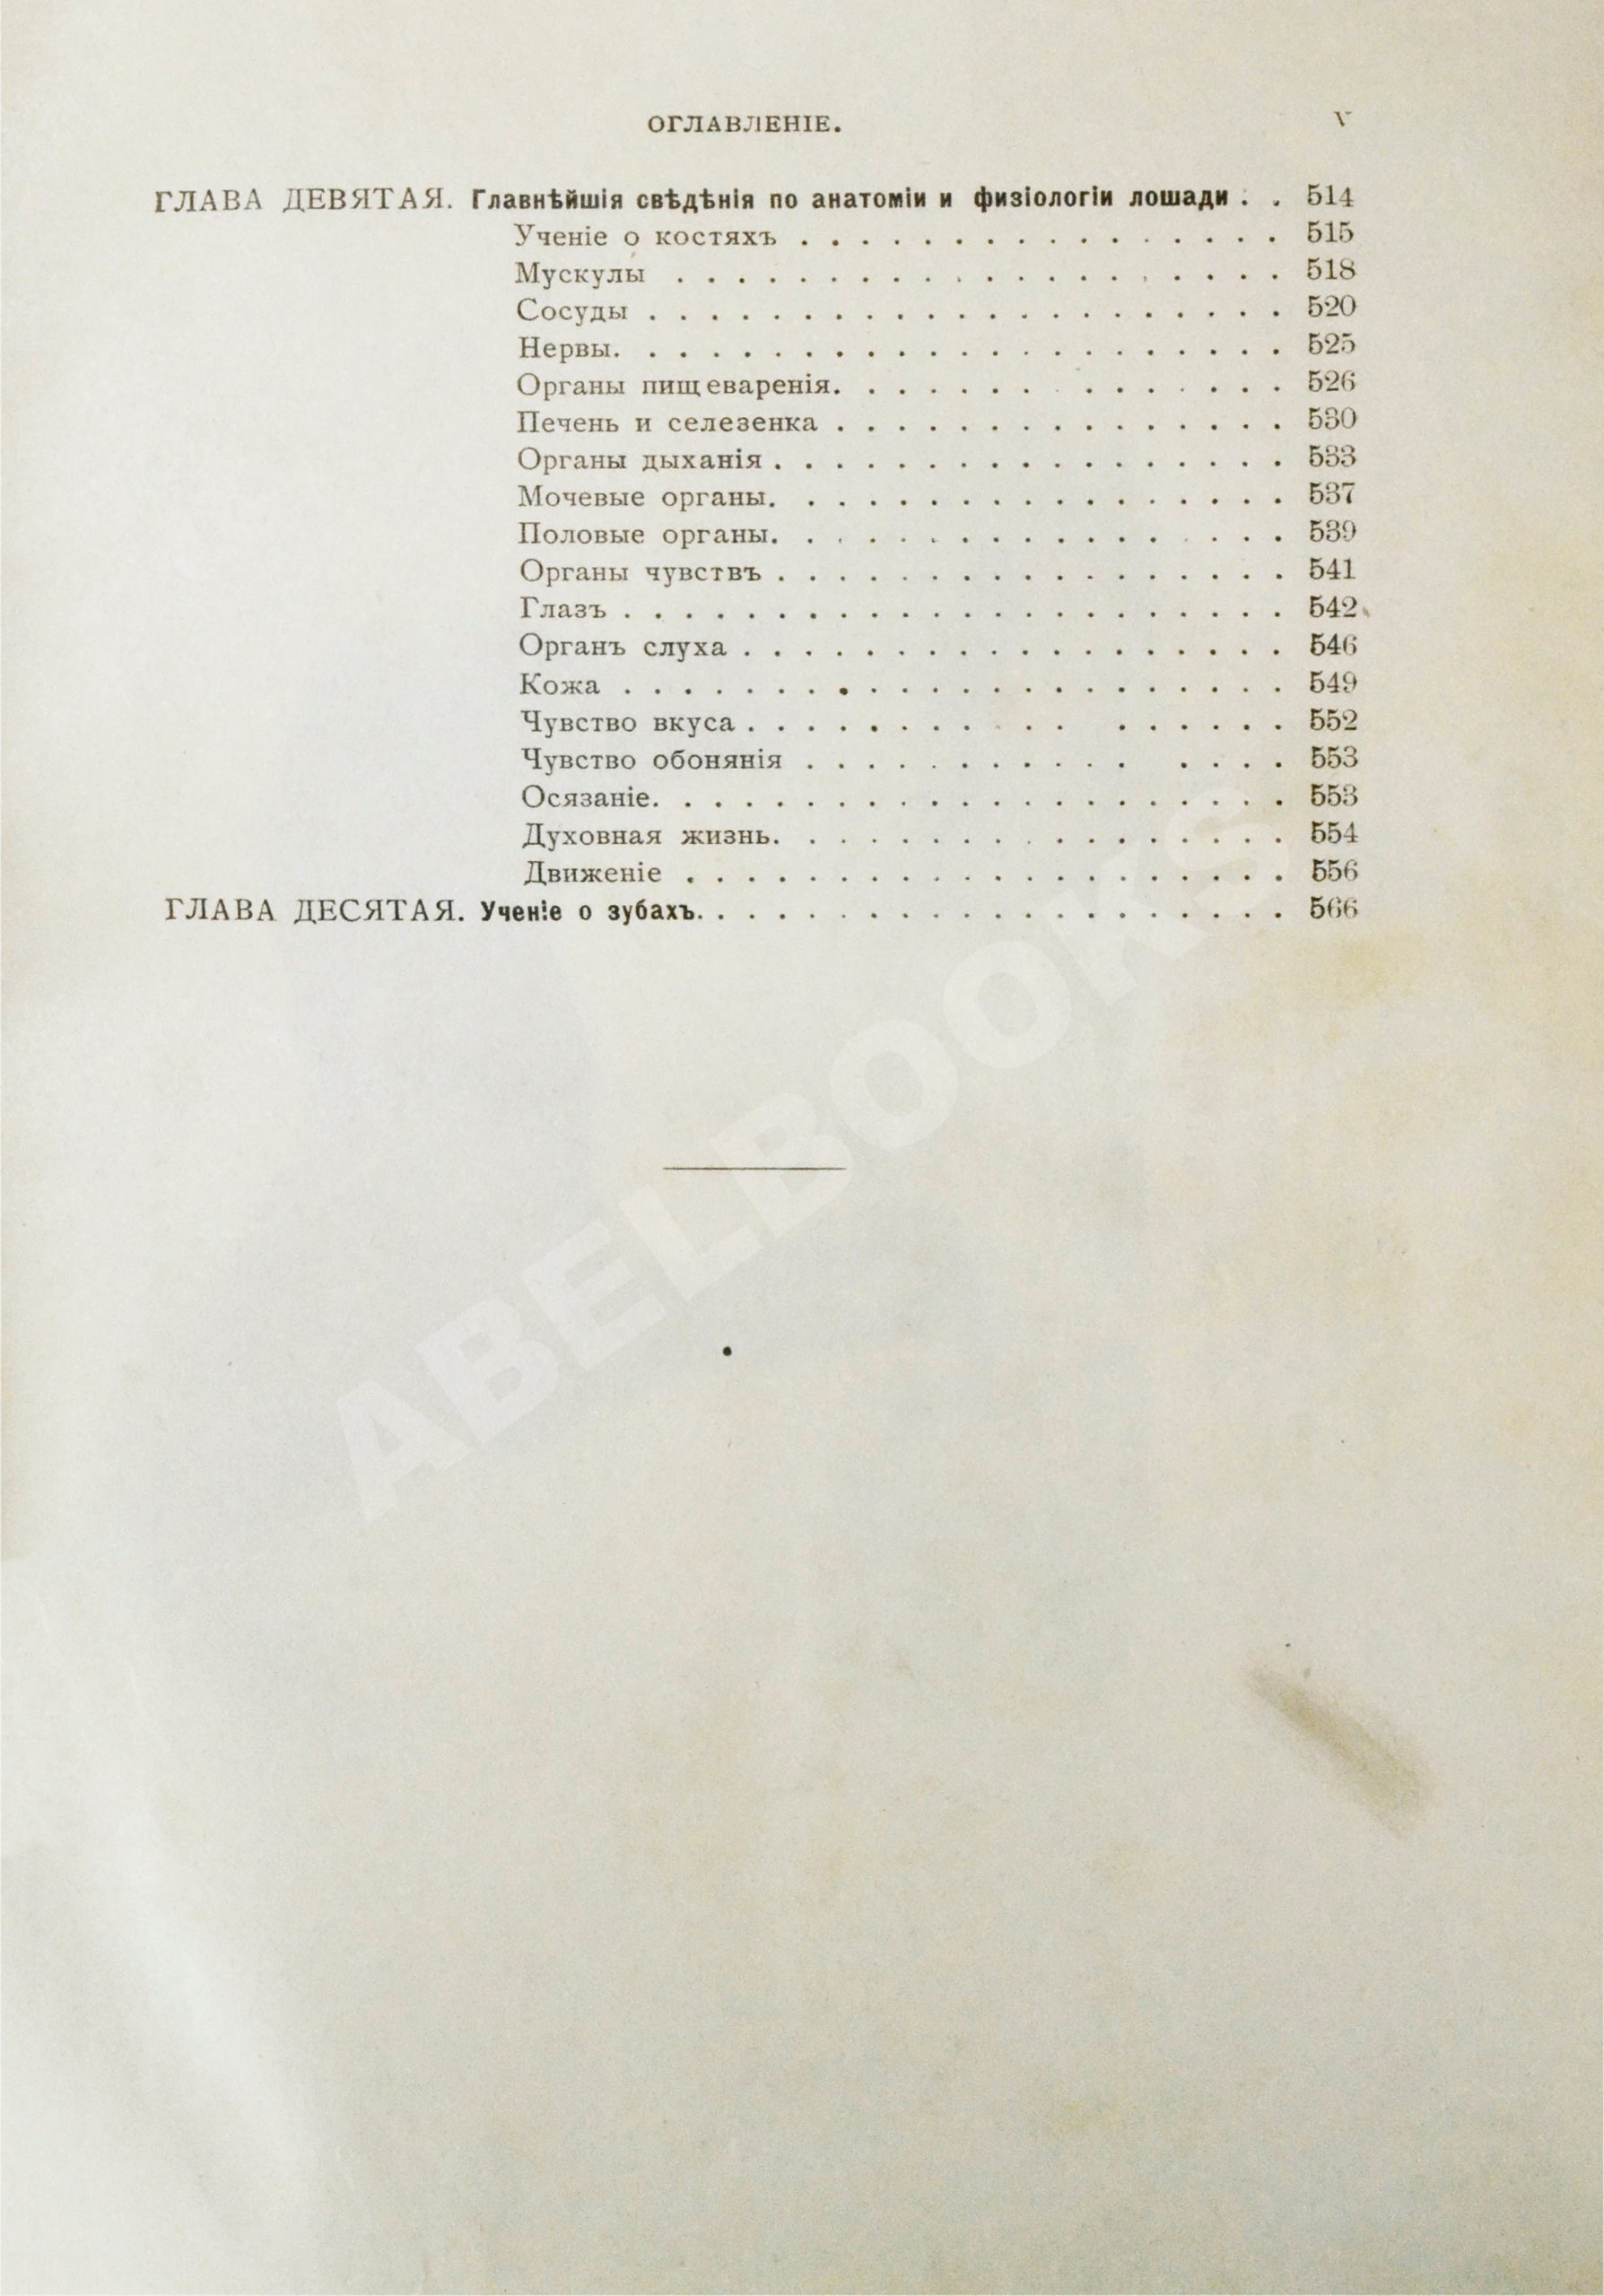 ОГЛАВЛЕНІЕ. V
ГЛАВА ДЕВЯТАЯ. Главнѣйшія свѣдѣнія по анатоміи и физіологіи лошади . . 514
Ученіе о костяхъ . . . . . . . . . . . . . . . . 515
Мускулы . . . . . . . . . . . . . . . . . . . . 518
Сосуды . . . . . . . . . . . . . . . . . . . . . 520
Нервы. . . . . . . . . . . . . . . . . . . . . . 525
Органы пищеваренія. . . . . . . . . . . . . . . 526
Печень и селезенка . . . . . . . . . . . . . . . 530
Органы дыханія . . . . . . . . . . . . . . . . . 533
Мочевые органы. . . . . . . . . . . . . . . . . 537
Половые органы. . . . . . . . . . . . . . . . . 539
Органы чувствъ . . . . . . . . . . . . . . . . . 541
Глазъ . . . . . . . . . . . . . . . . . . . . . . 542
Органъ слуха . . . . . . . . . . . . . . . . . . 546
Кожа . . . . . . . . . . . . . . . . . . . . . . 549
Чувство вкуса . . . . . . . . . . . . . . . . . 552
Чувство обонянія . . . . . . . . . . . . . . . 553
Осязаніе. . . . . . . . . . . . . . . . . . . . . 553
Духовная жизнь. . . . . . . . . . . . . . . . . 554
Движеніе . . . . . . . . . . . . . . . . . . . . 556
ГЛАВА ДЕСЯТАЯ. Ученіе о зубахъ. . . . . . . . . . . . . . . . . . . . 566
ABELBOOKS